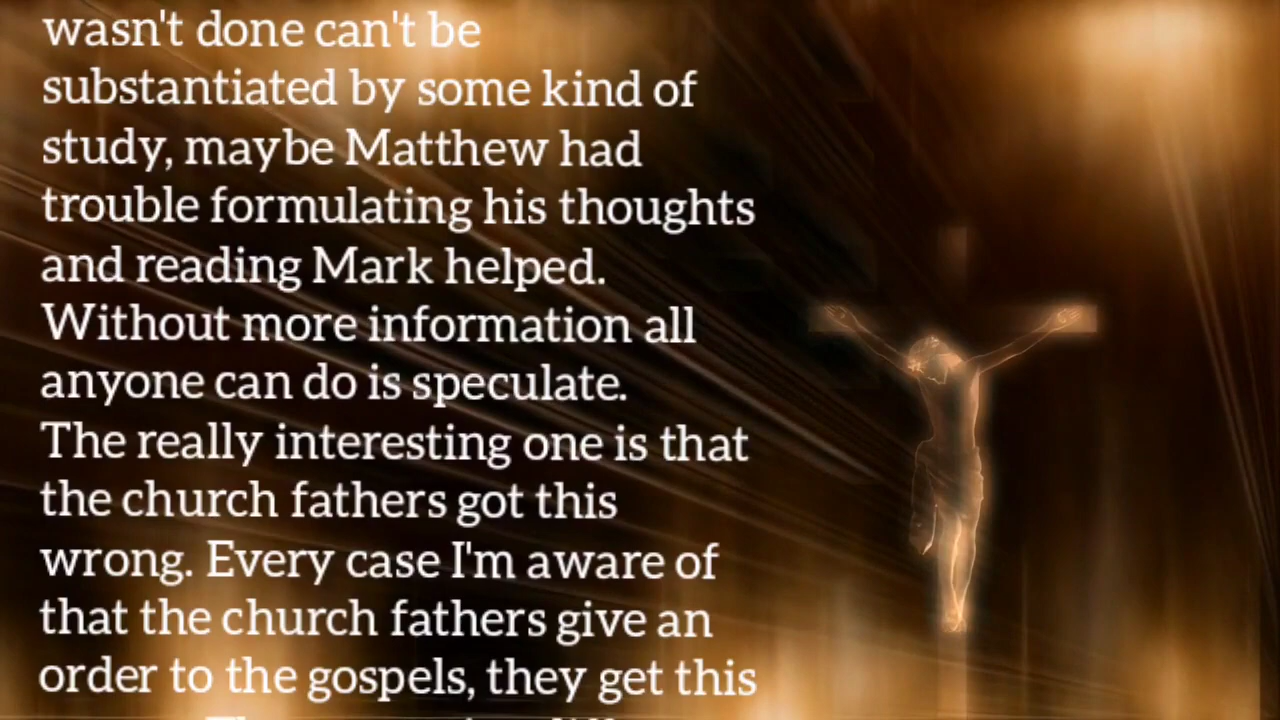 wasn't done can't be
substantiated by some kind of
study, maybe Matthew had
trouble formulating his thoughts
and reading Mark helped.
Without more information all
anyone can do is speculate.
The really interesting one is that
the church fathers got this
wrong. Every case I'm aware of
that the church fathers give an
order to the gospels, they get this